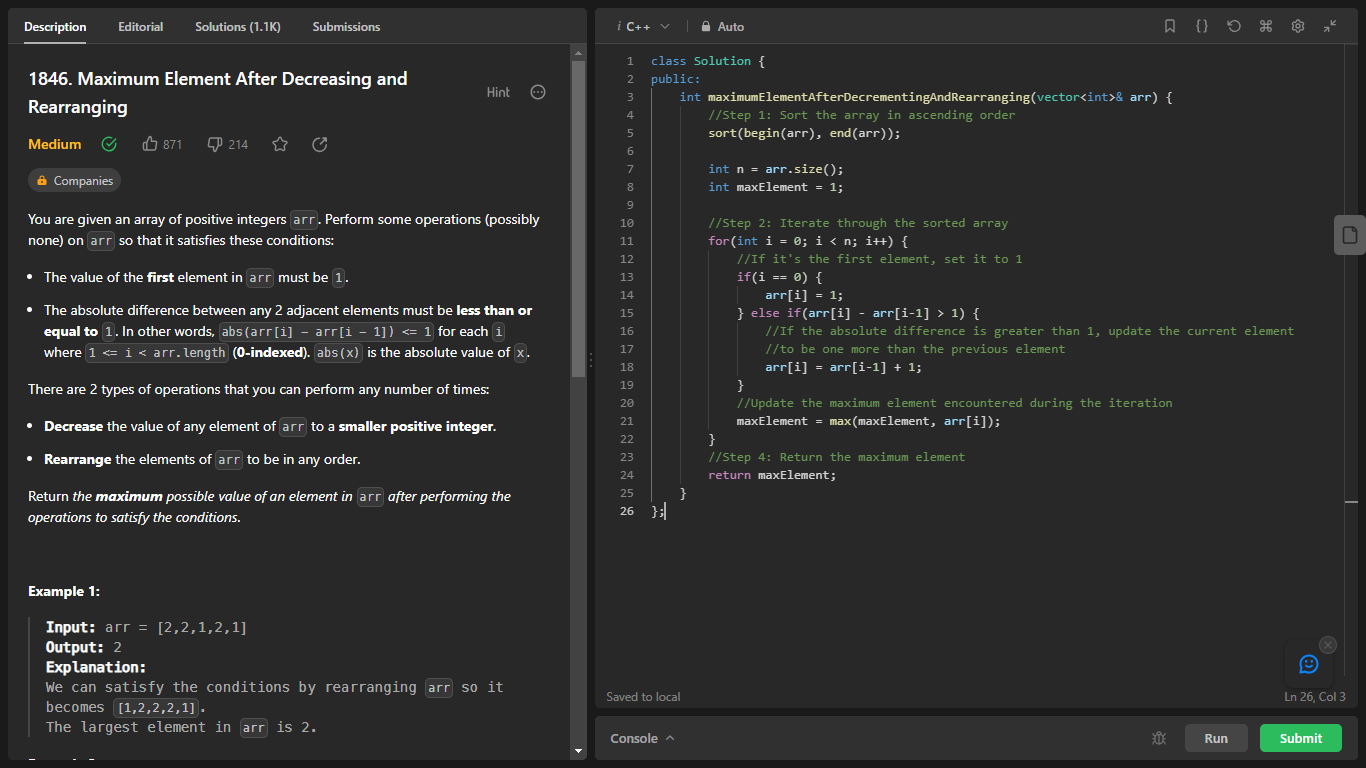 Description Editorial Solutions (1.1K) Submissions
1846. Maximum Element After Decreasing and
Rearranging
Hint
Medium 871 214
Companies
You are given an array of positive integers arr. Perform some operations (possibly
none) on arr so that it satisfies these conditions:
• The value of the first element in arr must be 1.
• The absolute difference between any 2 adjacent elements must be less than or
equal to 1. In other words, abs(arr[i] - arr[i - 1]) <= 1 for each i
where 1 <= i < arr.length (0-indexed). abs(x) is the absolute value of x.
There are 2 types of operations that you can perform any number of times:
• Decrease the value of any element of arr to a smaller positive integer.
• Rearrange the elements of arr to be in any order.
Return the maximum possible value of an element in arr after performing the
operations to satisfy the conditions.
Example 1:
Input: arr = [2,2,1,2,1]
Output: 2
Explanation:
We can satisfy the conditions by rearranging arr so it
becomes [1,2,2,2,1].
The largest element in arr is 2.
i C++ Auto
1 class Solution {
2 public:
3 int maximumElementAfterDecrementingAndRearranging(vector<int>& arr) {
4 //Step 1: Sort the array in ascending order
5 sort(begin(arr), end(arr));
6
7 int n = arr.size();
8 int maxElement = 1;
9
10 //Step 2: Iterate through the sorted array
11 for(int i = 0; i < n; i++) {
12 //If it's the first element, set it to 1
13 if(i == 0) {
14 arr[i] = 1;
15 } else if(arr[i] - arr[i-1] > 1) {
16 //If the absolute difference is greater than 1, update the current element
17 //to be one more than the previous element
18 arr[i] = arr[i-1] + 1;
19 }
20 //Update the maximum element encountered during the iteration
21 maxElement = max(maxElement, arr[i]);
22 }
23 //Step 4: Return the maximum element
24 return maxElement;
25 }
26 };
Saved to local Ln 26, Col 3
Console Run Submit